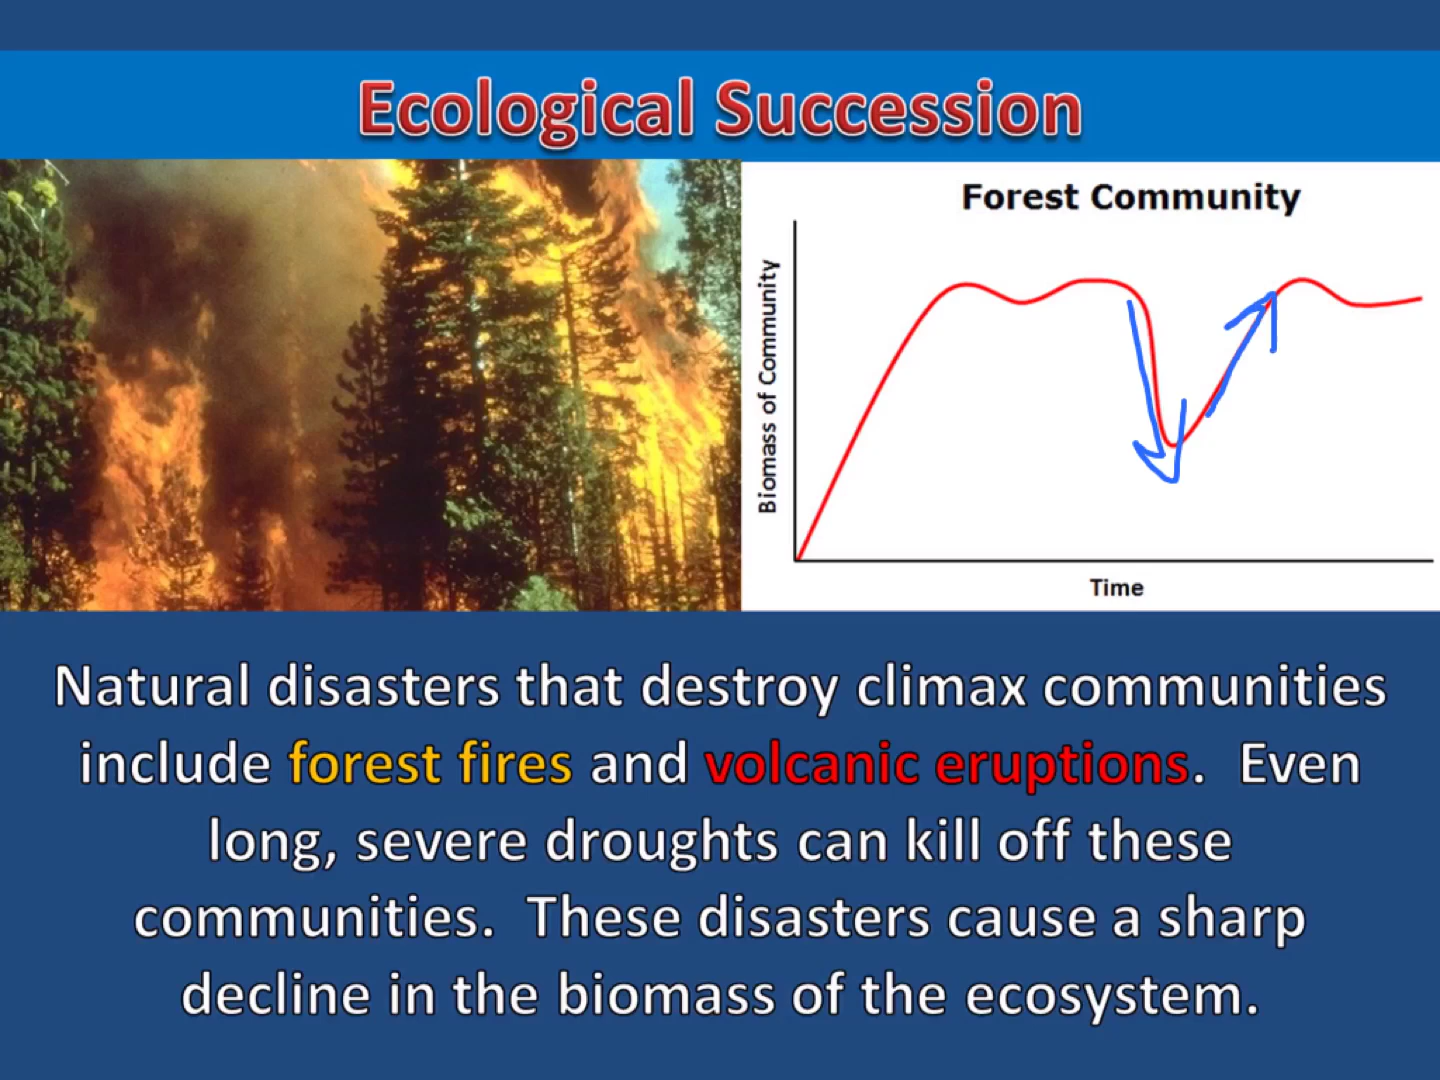 Ecological Succession
Forest Community
Biomass of Community
Time
Natural disasters that destroy climax communities
include forest fires and volcanic eruptions.  Even
long, severe droughts can kill off these
communities.  These disasters cause a sharp
decline in the biomass of the ecosystem.